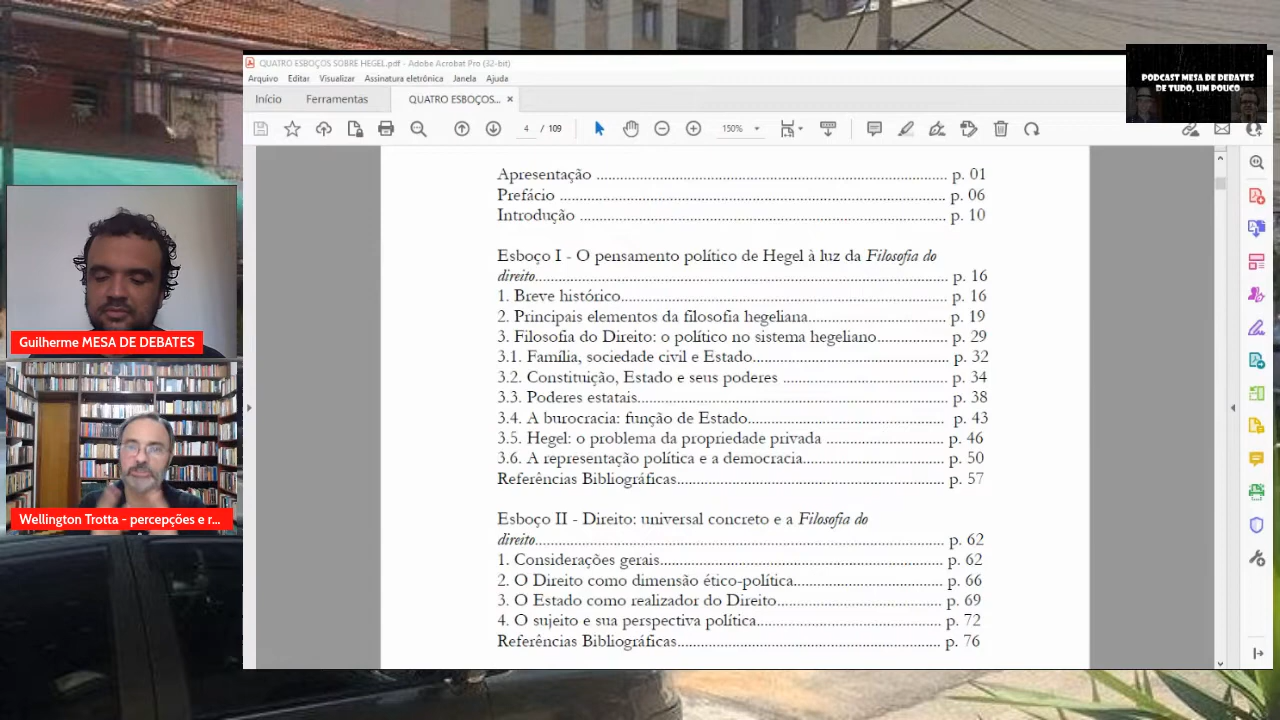 QUATRO ESBOÇOS SOBRE HEGEL.pdf - Adobe Acrobat Pro (32-bit)
Arquivo Editar Visualizar Assinatura eletrônica Janela Ajuda
Início Ferramentas QUATRO ESBOÇOS... ×
4 / 109 150%
PODCAST MESA DE DEBATES
DE TUDO, UM POUCO
Apresentação .......... p. 01
Prefácio .......... p. 06
Introdução .......... p. 10
Esboço I - O pensamento político de Hegel à luz da Filosofia do
direito.......... p. 16
1. Breve histórico.......... p. 16
2. Principais elementos da filosofia hegeliana.......... p. 19
3. Filosofia do Direito: o político no sistema hegeliano.......... p. 29
3.1. Família, sociedade civil e Estado.......... p. 32
3.2. Constituição, Estado e seus poderes .......... p. 34
3.3. Poderes estatais.......... p. 38
3.4. A burocracia: função de Estado.......... p. 43
3.5. Hegel: o problema da propriedade privada .......... p. 46
3.6. A representação política e a democracia.......... p. 50
Referências Bibliográficas.......... p. 57
Esboço II - Direito: universal concreto e a Filosofia do
direito.......... p. 62
1. Considerações gerais.......... p. 62
2. O Direito como dimensão ético-política.......... p. 66
3. O Estado como realizador do Direito.......... p. 69
4. O sujeito e sua perspectiva política.......... p. 72
Referências Bibliográficas.......... p. 76
Guilherme MESA DE DEBATES
Wellington Trotta - percepções e r...